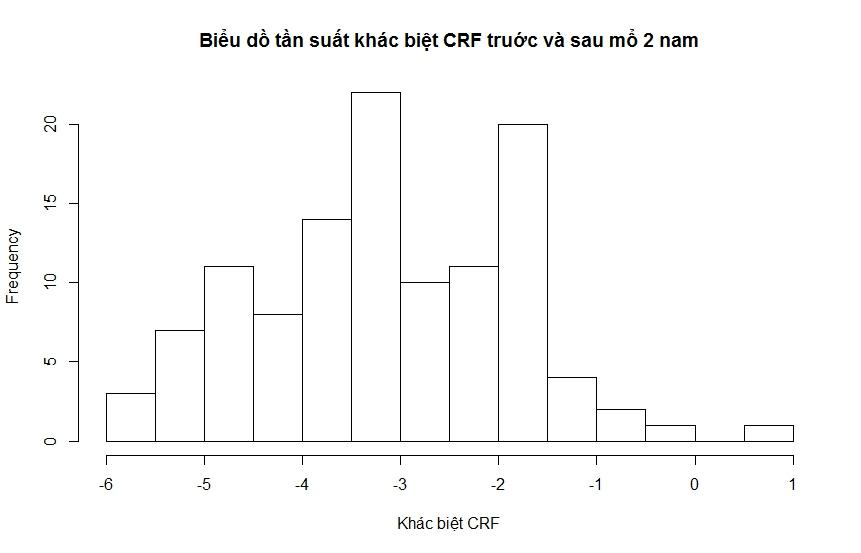 Biểu dồ tần suất khác biệt CRF truớc và sau mổ 2 nam
20
15
10
5
0
Frequency
-6 -5 -4 -3 -2 -1 0 1
Khác biệt CRF